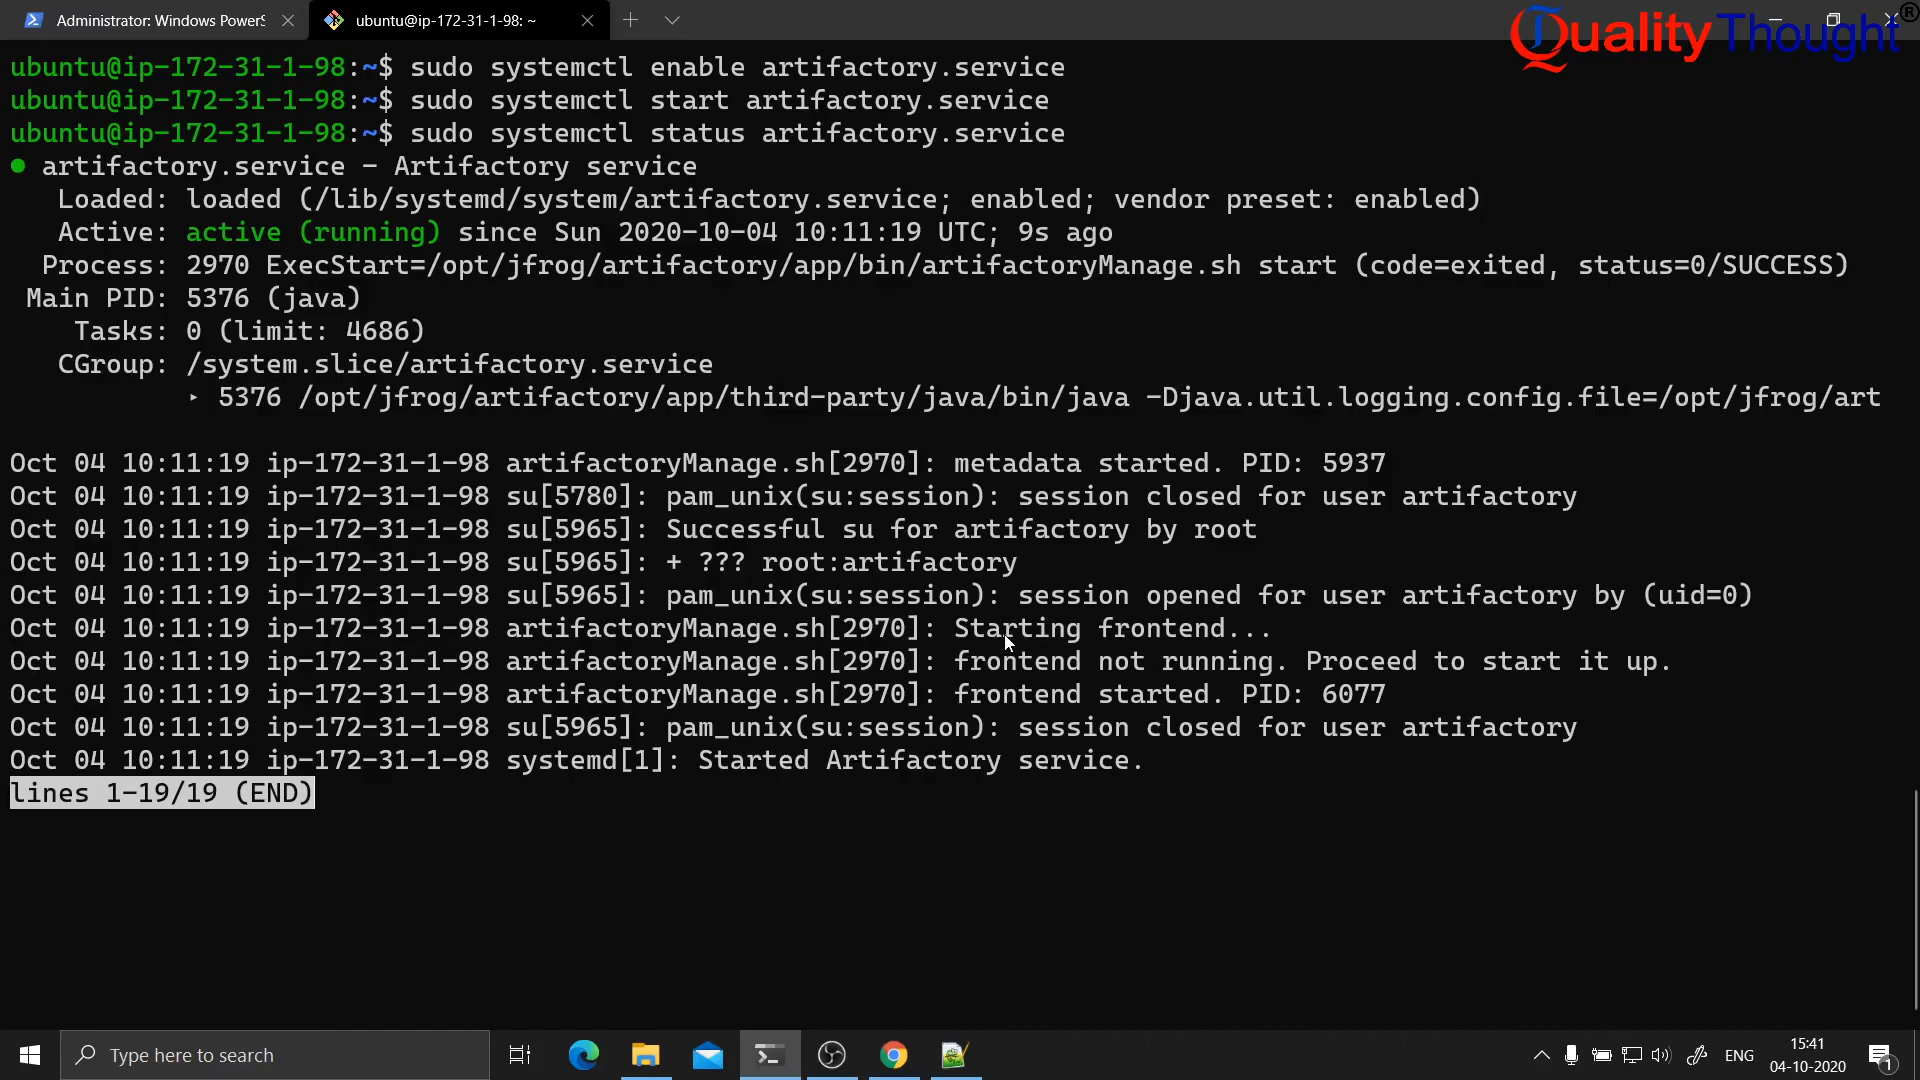 Administrator: Windows PowerS
ubuntu@ip-172-31-1-98: ~
Quality Thought®
ubuntu@ip-172-31-1-98:~$ sudo systemctl enable artifactory.service
ubuntu@ip-172-31-1-98:~$ sudo systemctl start artifactory.service
ubuntu@ip-172-31-1-98:~$ sudo systemctl status artifactory.service
● artifactory.service - Artifactory service
   Loaded: loaded (/lib/systemd/system/artifactory.service; enabled; vendor preset: enabled)
   Active: active (running) since Sun 2020-10-04 10:11:19 UTC; 9s ago
  Process: 2970 ExecStart=/opt/jfrog/artifactory/app/bin/artifactoryManage.sh start (code=exited, status=0/SUCCESS)
 Main PID: 5376 (java)
    Tasks: 0 (limit: 4686)
   CGroup: /system.slice/artifactory.service
           ‣ 5376 /opt/jfrog/artifactory/app/third-party/java/bin/java -Djava.util.logging.config.file=/opt/jfrog/art
Oct 04 10:11:19 ip-172-31-1-98 artifactoryManage.sh[2970]: metadata started. PID: 5937
Oct 04 10:11:19 ip-172-31-1-98 su[5780]: pam_unix(su:session): session closed for user artifactory
Oct 04 10:11:19 ip-172-31-1-98 su[5965]: Successful su for artifactory by root
Oct 04 10:11:19 ip-172-31-1-98 su[5965]: + ??? root:artifactory
Oct 04 10:11:19 ip-172-31-1-98 su[5965]: pam_unix(su:session): session opened for user artifactory by (uid=0)
Oct 04 10:11:19 ip-172-31-1-98 artifactoryManage.sh[2970]: Starting frontend...
Oct 04 10:11:19 ip-172-31-1-98 artifactoryManage.sh[2970]: frontend not running. Proceed to start it up.
Oct 04 10:11:19 ip-172-31-1-98 artifactoryManage.sh[2970]: frontend started. PID: 6077
Oct 04 10:11:19 ip-172-31-1-98 su[5965]: pam_unix(su:session): session closed for user artifactory
Oct 04 10:11:19 ip-172-31-1-98 systemd[1]: Started Artifactory service.
lines 1-19/19 (END)
Type here to search
ENG
15:41
04-10-2020
1